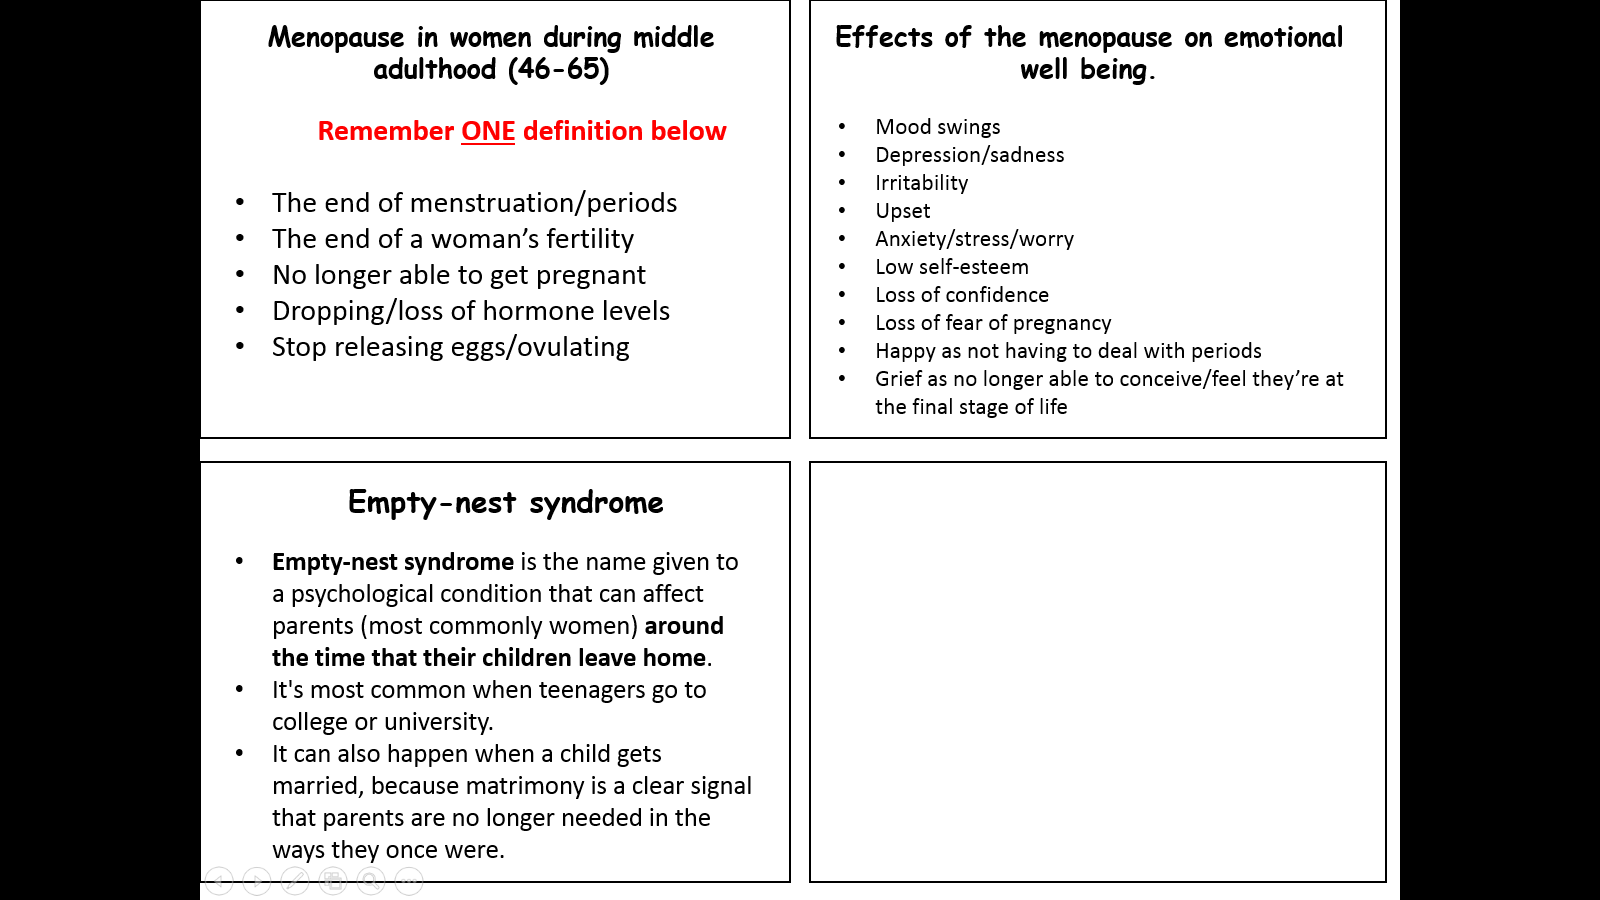 Menopause in women during middle
adulthood (46-65)
Remember ONE definition below
• The end of menstruation/periods
• The end of a woman’s fertility
• No longer able to get pregnant
• Dropping/loss of hormone levels
• Stop releasing eggs/ovulating
Effects of the menopause on emotional
well being.
• Mood swings
• Depression/sadness
• Irritability
• Upset
• Anxiety/stress/worry
• Low self-esteem
• Loss of confidence
• Loss of fear of pregnancy
• Happy as not having to deal with periods
• Grief as no longer able to conceive/feel they’re at
the final stage of life
Empty-nest syndrome
• Empty-nest syndrome is the name given to
a psychological condition that can affect
parents (most commonly women) around
the time that their children leave home.
• It's most common when teenagers go to
college or university.
• It can also happen when a child gets
married, because matrimony is a clear signal
that parents are no longer needed in the
ways they once were.